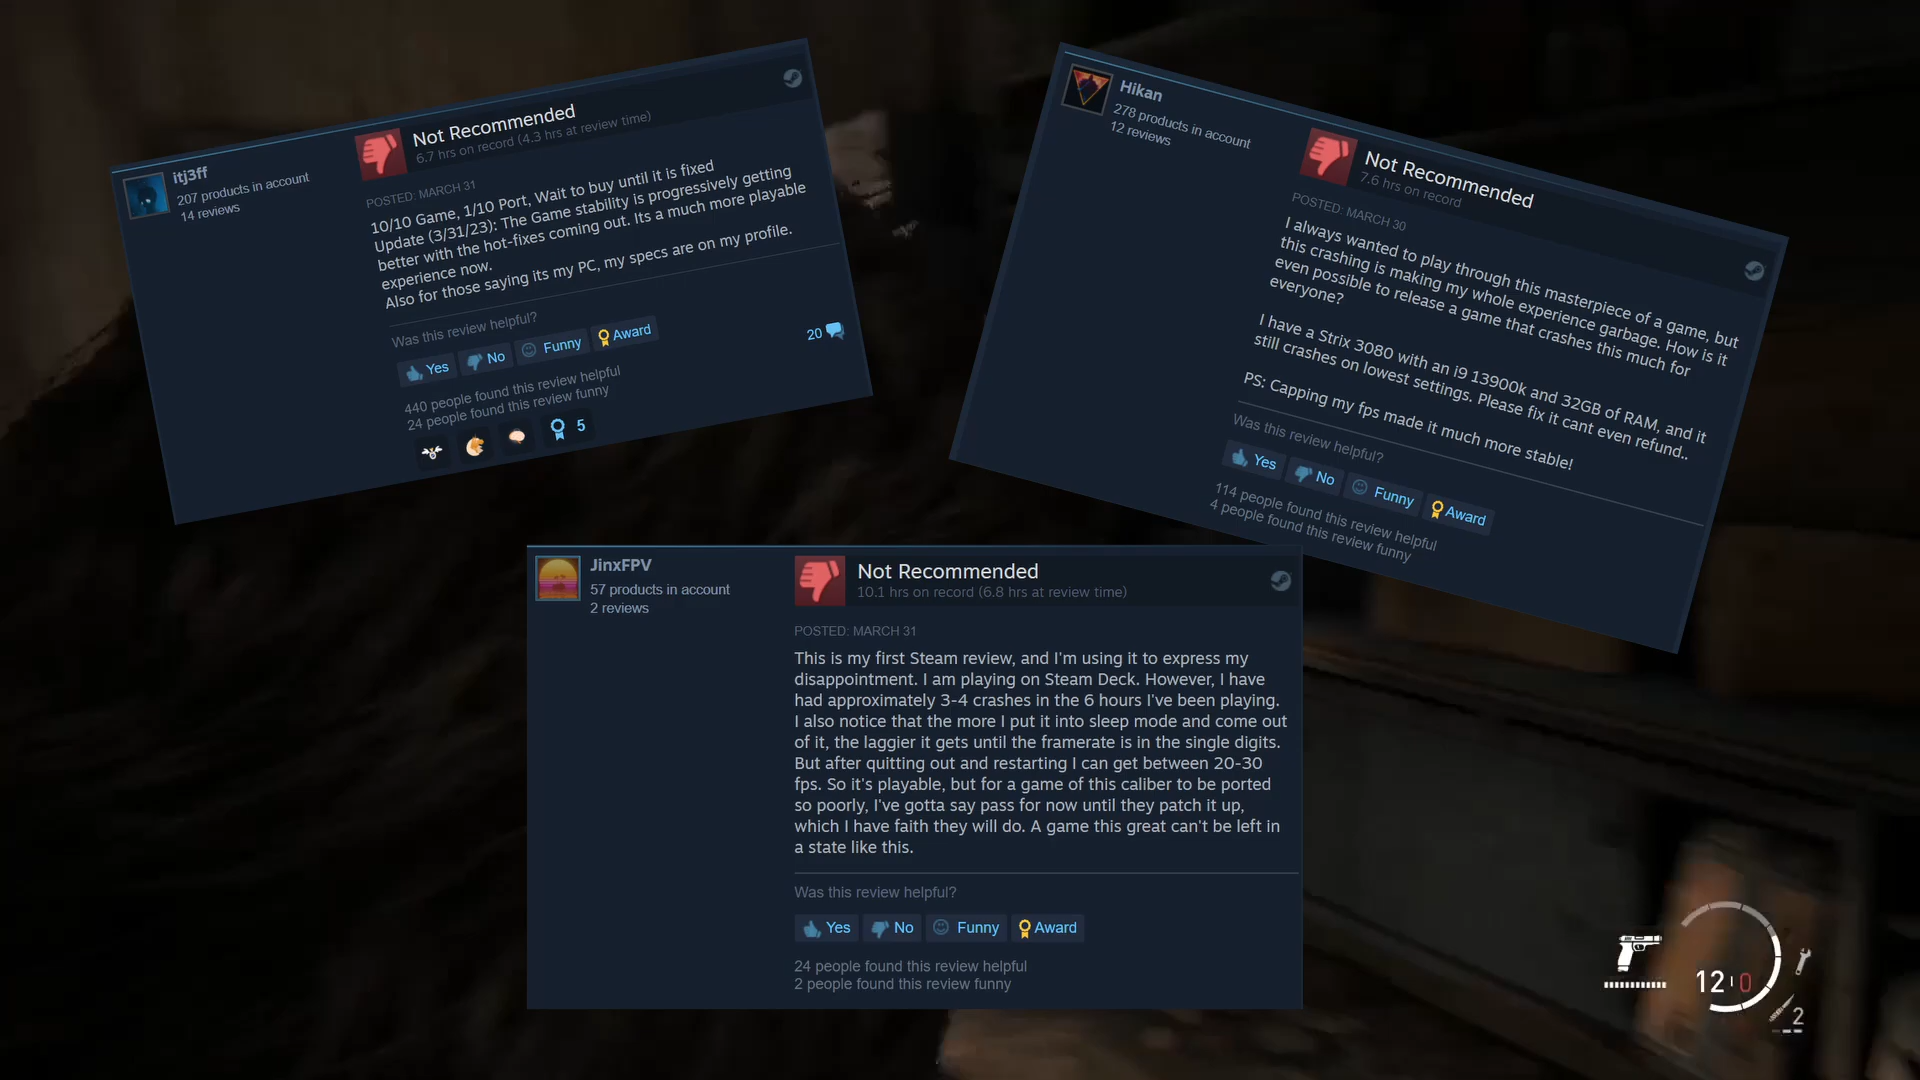 itj3ff
207 products in account
14 reviews
Not Recommended
6.7 hrs on record (4.3 hrs at review time)
POSTED: MARCH 31
10/10 Game, 1/10 Port, Wait to buy until it is fixed
Update (3/31/23): The Game stability is progressively getting
better with the hot-fixes coming out. Its a much more playable
experience now.
Also for those saying its my PC, my specs are on my profile.
Was this review helpful?
Yes No Funny Award
20
440 people found this review helpful
24 people found this review funny
5
Hikan
278 products in account
12 reviews
Not Recommended
7.6 hrs on record
POSTED: MARCH 30
I always wanted to play through this masterpiece of a game, but
this crashing is making my whole experience garbage. How is it
even possible to release a game that crashes this much for
everyone?
I have a Strix 3080 with an i9 13900k and 32GB of RAM, and it
still crashes on lowest settings. Please fix it cant even refund..
PS: Capping my fps made it much more stable!
Was this review helpful?
Yes No Funny Award
114 people found this review helpful
4 people found this review funny
JinxFPV
57 products in account
2 reviews
Not Recommended
10.1 hrs on record (6.8 hrs at review time)
POSTED: MARCH 31
This is my first Steam review, and I'm using it to express my
disappointment. I am playing on Steam Deck. However, I have
had approximately 3-4 crashes in the 6 hours I've been playing.
I also notice that the more I put it into sleep mode and come out
of it, the laggier it gets until the framerate is in the single digits.
But after quitting out and restarting I can get between 20-30
fps. So it's playable, but for a game of this caliber to be ported
so poorly, I've gotta say pass for now until they patch it up,
which I have faith they will do. A game this great can't be left in
a state like this.
Was this review helpful?
Yes No Funny Award
24 people found this review helpful
2 people found this review funny
12 0
2